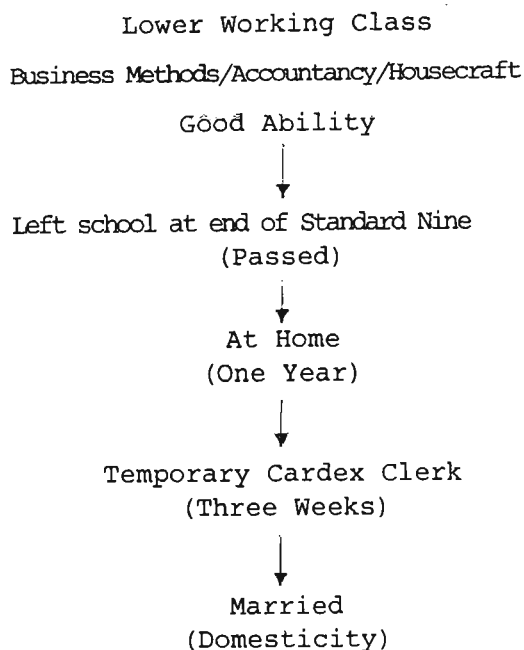 Lower Working Class
Business Methods/Accountancy/Housecraft
Good Ability
Left school at end of Standard Nine
(Passed)
At Home
(One Year)
Temporary Cardex Clerk
(Three Weeks)
Married
(Domesticity)